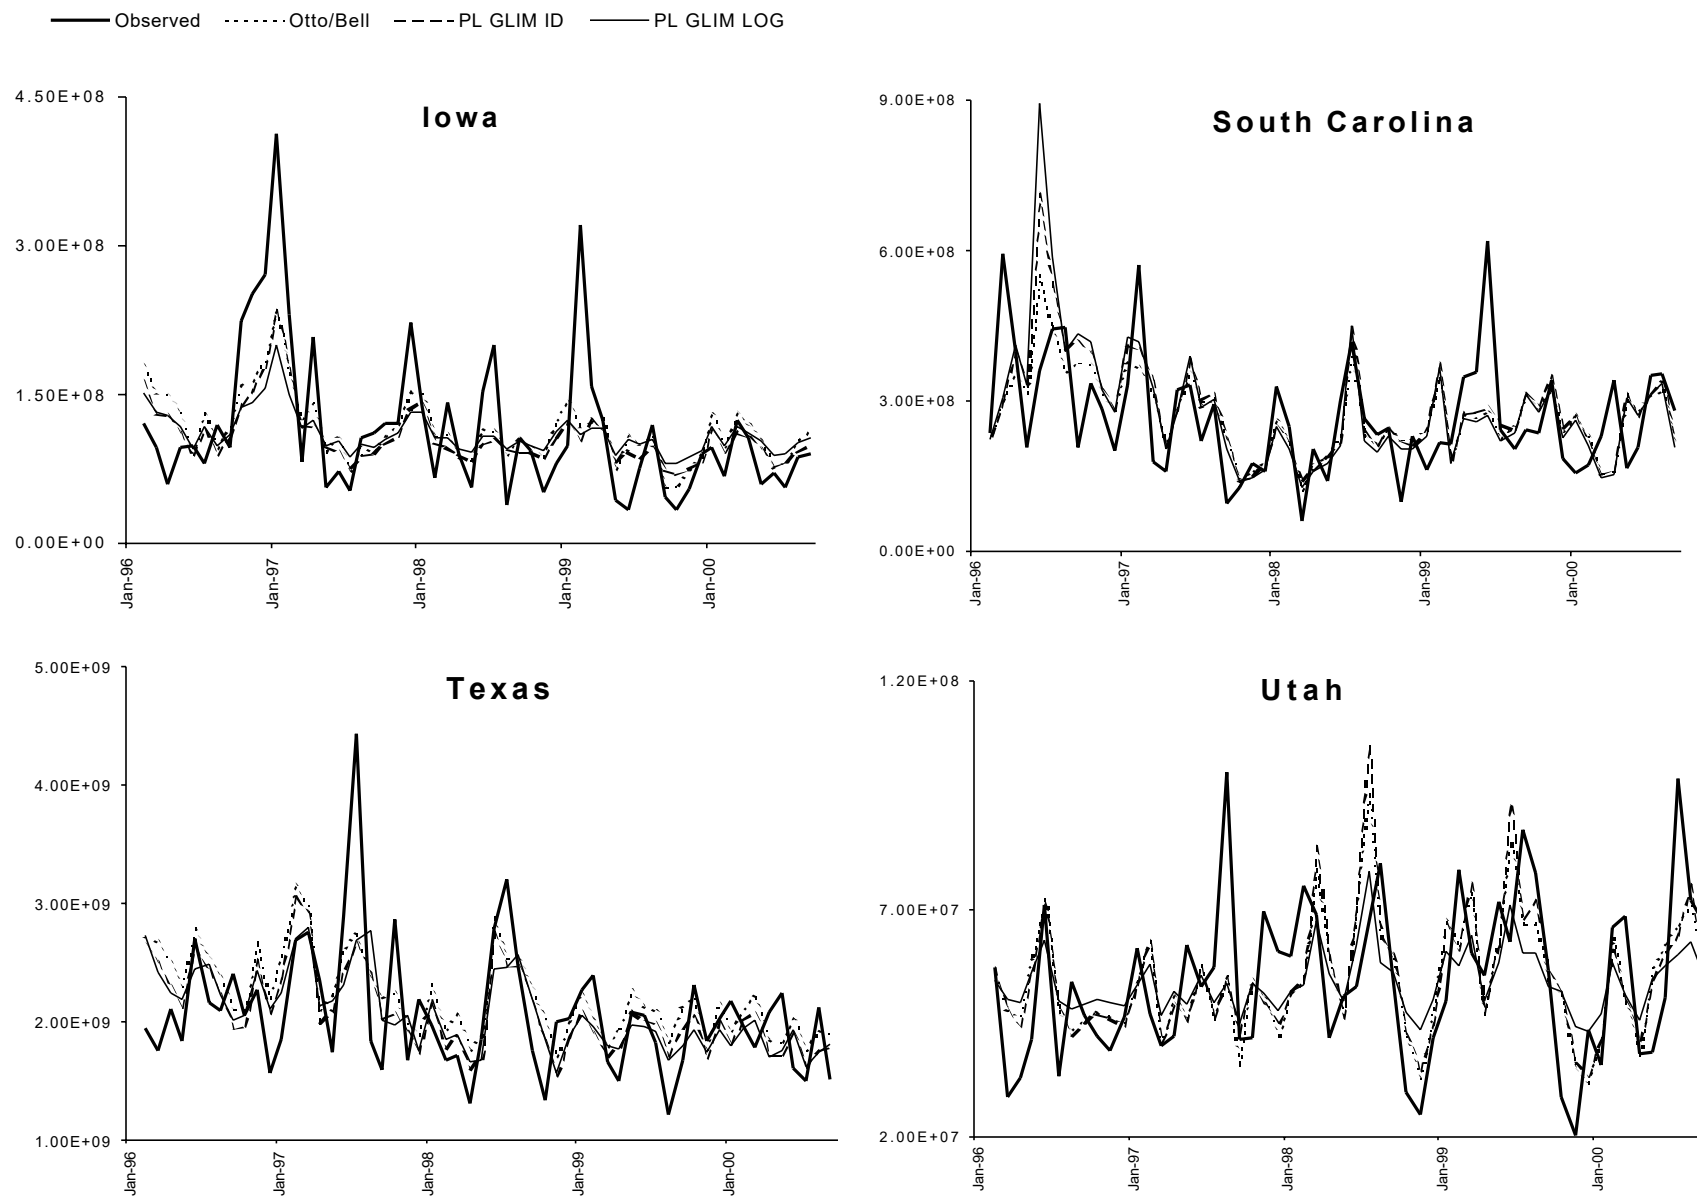 Observed Otto/Bell PL GLIM ID PL GLIM LOG
Iowa
4.50E+08
3.00E+08
1.50E+08
0.00E+00
Jan-96
Jan-97
Jan-98
Jan-99
Jan-00
South Carolina
9.00E+08
6.00E+08
3.00E+08
0.00E+00
Jan-96
Jan-97
Jan-98
Jan-99
Jan-00
Texas
5.00E+09
4.00E+09
3.00E+09
2.00E+09
1.00E+09
Jan-96
Jan-97
Jan-98
Jan-99
Jan-00
Utah
1.20E+08
7.00E+07
2.00E+07
Jan-96
Jan-97
Jan-98
Jan-99
Jan-00